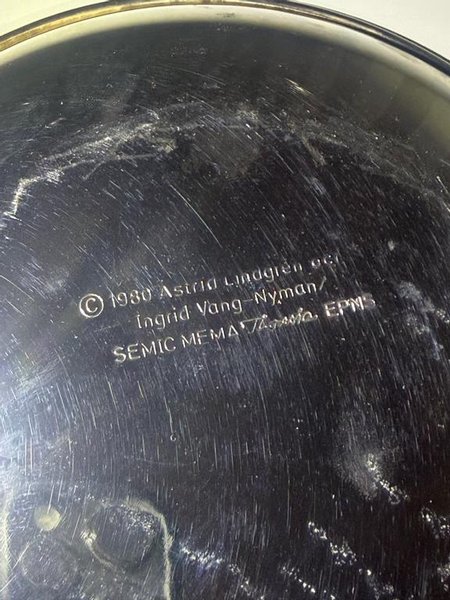 © 1980 Astrid Lindgren och
Ingrid Vang-Nyman/
SEMIC MEMA EPNS